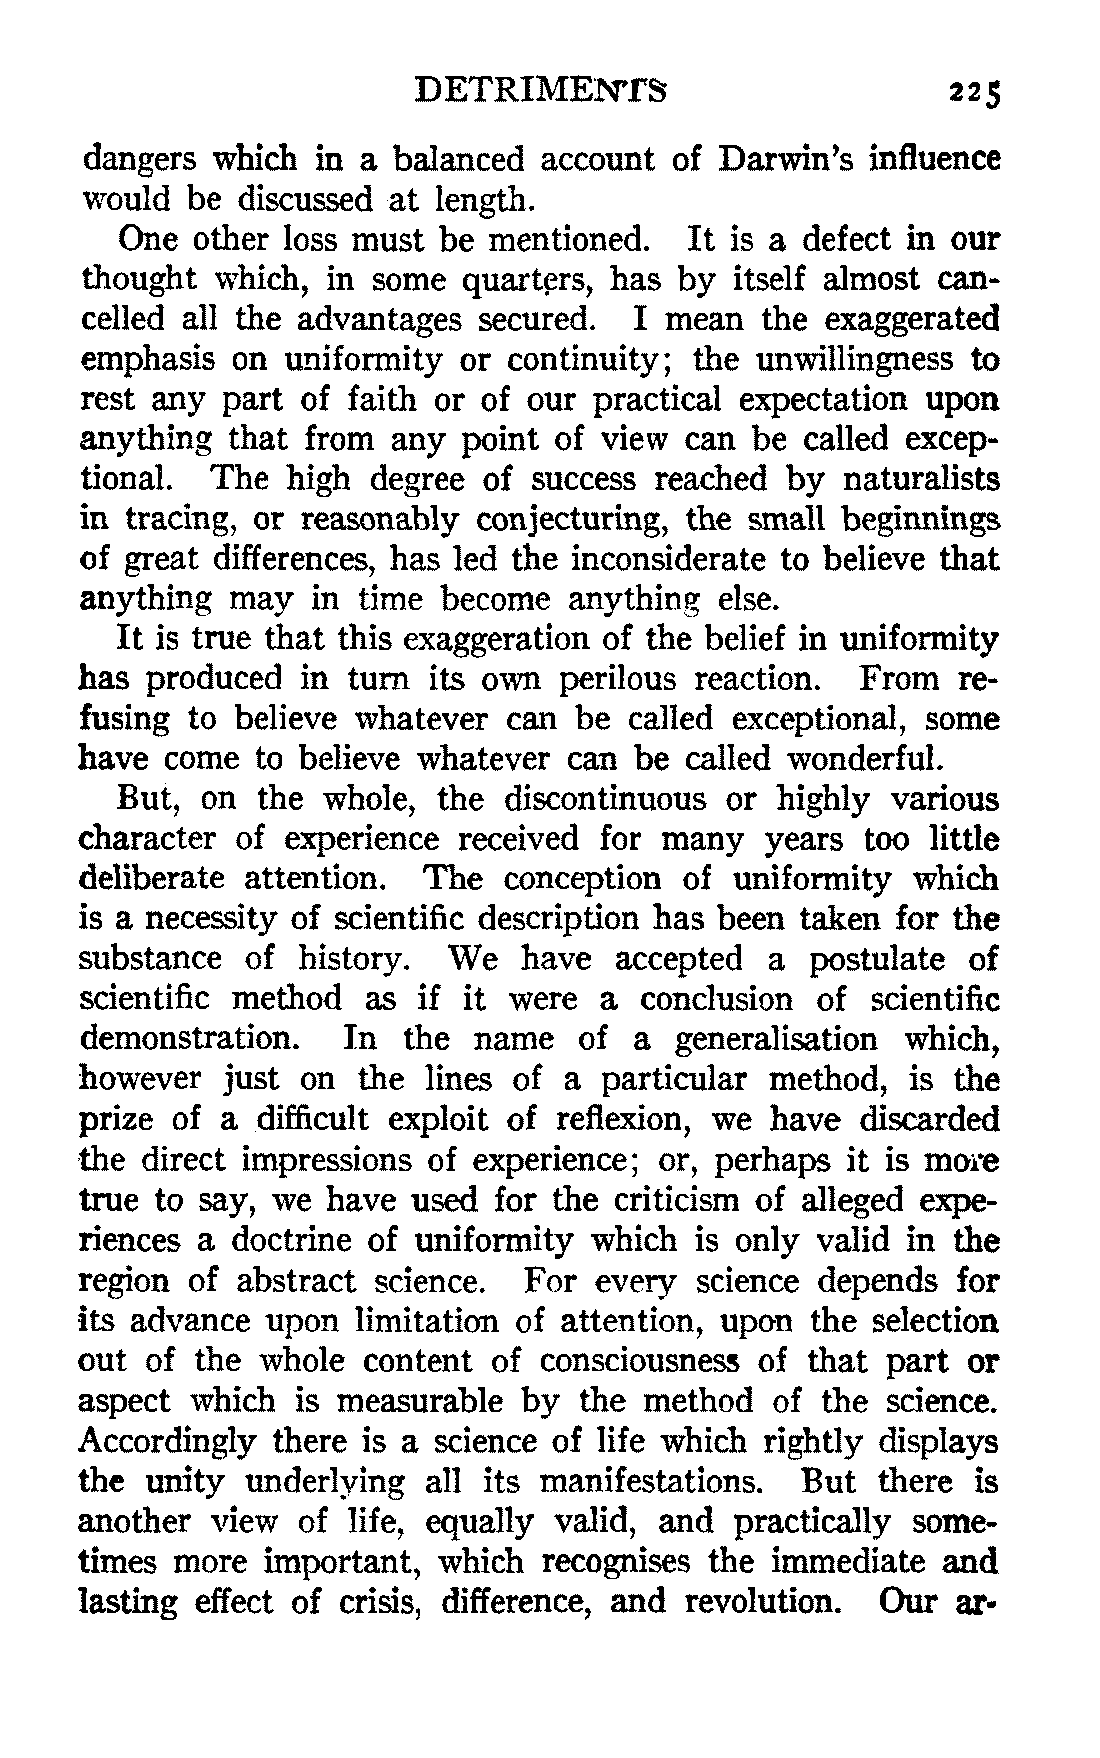 DETRIMENTS 225
dangers which in a balanced account of Darwin's influence
would be discussed at length.
One other loss must be mentioned. It is a defect in our
thought which, in some quarters, has by itself almost can-
celled all the advantages secured. I mean the exaggerated
emphasis on uniformity or continuity; the unwillingness to
rest any part of faith or of our practical expectation upon
anything that from any point of view can be called excep-
tional. The high degree of success reached by naturalists
in tracing, or reasonably conjecturing, the small beginnings
of great differences, has led the inconsiderate to believe that
anything may in time become anything else.
It is true that this exaggeration of the belief in uniformity
has produced in turn its own perilous reaction. From re-
fusing to believe whatever can be called exceptional, some
have come to believe whatever can be called wonderful.
But, on the whole, the discontinuous or highly various
character of experience received for many years too little
deliberate attention. The conception of uniformity which
is a necessity of scientific description has been taken for the
substance of history. We have accepted a postulate of
scientific method as if it were a conclusion of scientific
demonstration. In the name of a generalisation which,
however just on the lines of a particular method, is the
prize of a difficult exploit of reflexion, we have discarded
the direct impressions of experience; or, perhaps it is more
true to say, we have used for the criticism of alleged expe-
riences a doctrine of uniformity which is only valid in the
region of abstract science. For every science depends for
its advance upon limitation of attention, upon the selection
out of the whole content of consciousness of that part or
aspect which is measurable by the method of the science.
Accordingly there is a science of life which rightly displays
the unity underlying all its manifestations. But there is
another view of life, equally valid, and practically some-
times more important, which recognises the immediate and
lasting effect of crisis, difference, and revolution. Our ar-